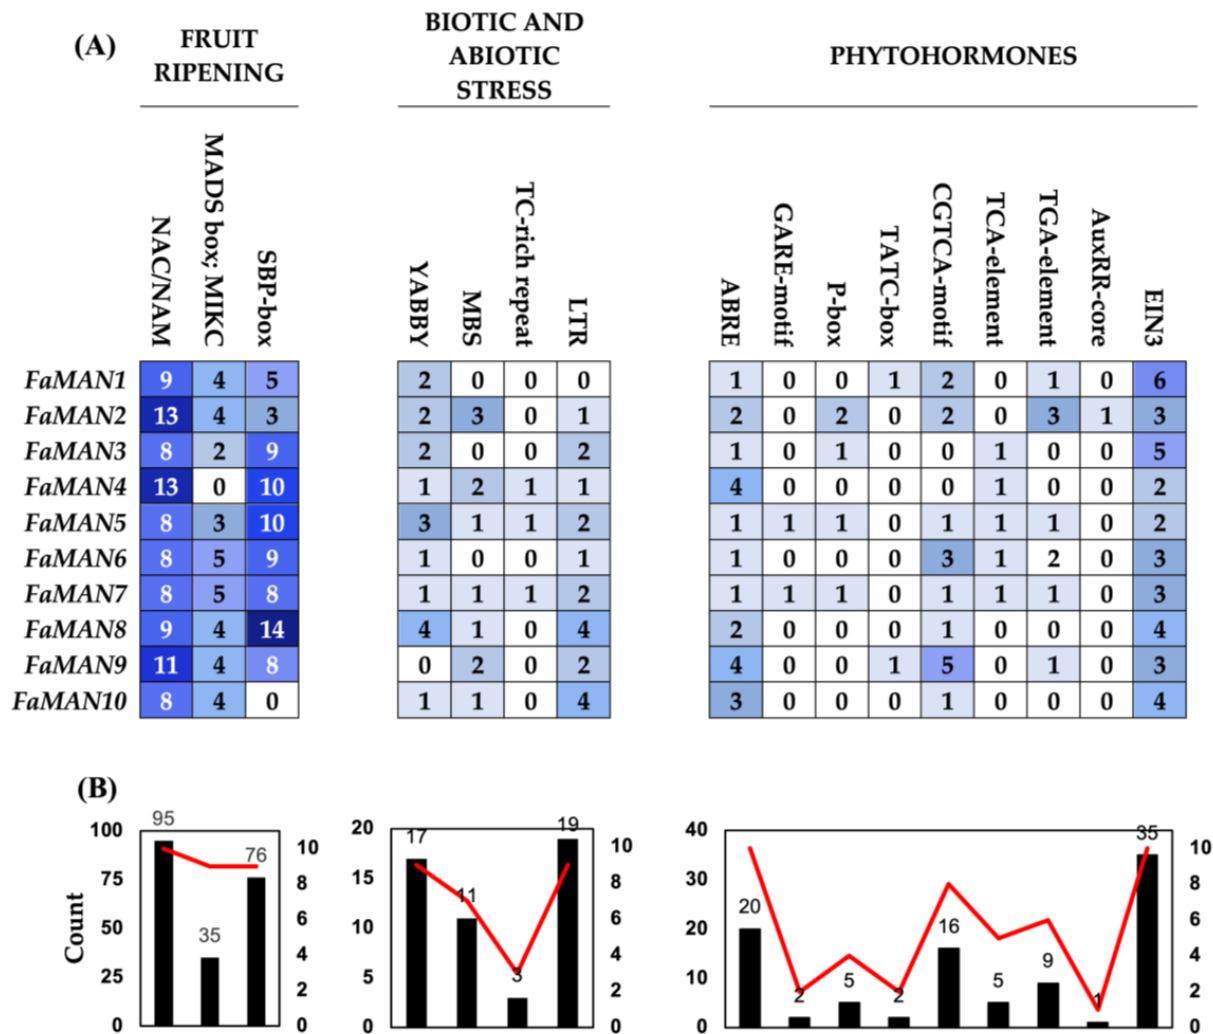 (A)
FRUIT
RIPENING
BIOTIC AND
ABIOTIC
STRESS
PHYTOHORMONES
NAC/NAM
MADS box; MIKC
SBP-box
YABBY
MBS
TC-rich repeat
LTR
ABRE
GARE-motif
P-box
TATC-box
CGTCA-motif
TCA-element
TGA-element
AuxRR-core
EIN3
FaMAN1 9 4 5 2 0 0 0 1 0 0 1 2 0 1 0 6
FaMAN2 13 4 3 2 3 0 1 2 0 2 0 2 0 3 1 3
FaMAN3 8 2 9 2 0 0 2 1 0 1 0 0 1 0 0 5
FaMAN4 13 0 10 1 2 1 1 4 0 0 0 0 1 0 0 2
FaMAN5 8 3 10 3 1 1 2 1 1 1 0 1 1 1 0 2
FaMAN6 8 5 9 1 0 0 1 1 0 0 0 3 1 2 0 3
FaMAN7 8 5 8 1 1 1 2 1 1 1 0 1 1 1 0 3
FaMAN8 9 4 14 4 1 0 4 2 0 0 0 1 0 0 0 4
FaMAN9 11 4 8 0 2 0 2 4 0 0 1 5 0 1 0 3
FaMAN10 8 4 0 1 1 0 4 3 0 0 0 1 0 0 0 4
(B)
Count
100
75
50
25
0
95
35
76
10
8
6
4
2
0
20
15
10
5
0
17
11
3
19
10
8
6
4
2
0
40
30
20
10
0
20
2
5
2
16
5
9
1
35
10
8
6
4
2
0